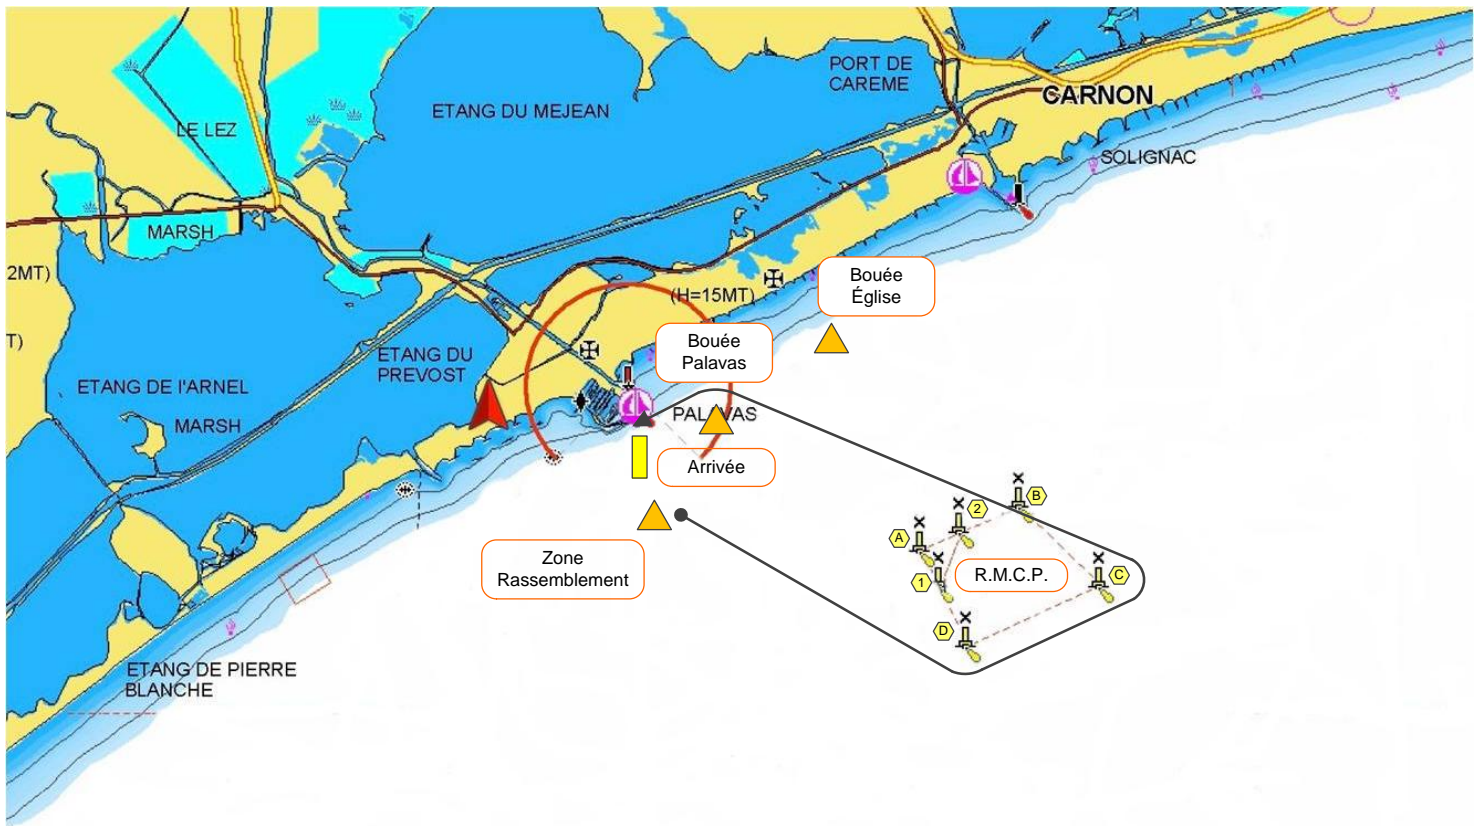 PORT DE
CAREME
CARNON
ETANG DU MEJEAN
LE LEZ
SOLIGNAC
MARSH
2MT)
Bouée
Église
(H=15MT)
T)
Bouée
Palavas
ETANG DU
PREVOST
ETANG DE l'ARNEL
MARSH
PALAVAS
Arrivée
B
2
A
Zone
Rassemblement
1
R.M.C.P.
C
D
ETANG DE PIERRE
BLANCHE